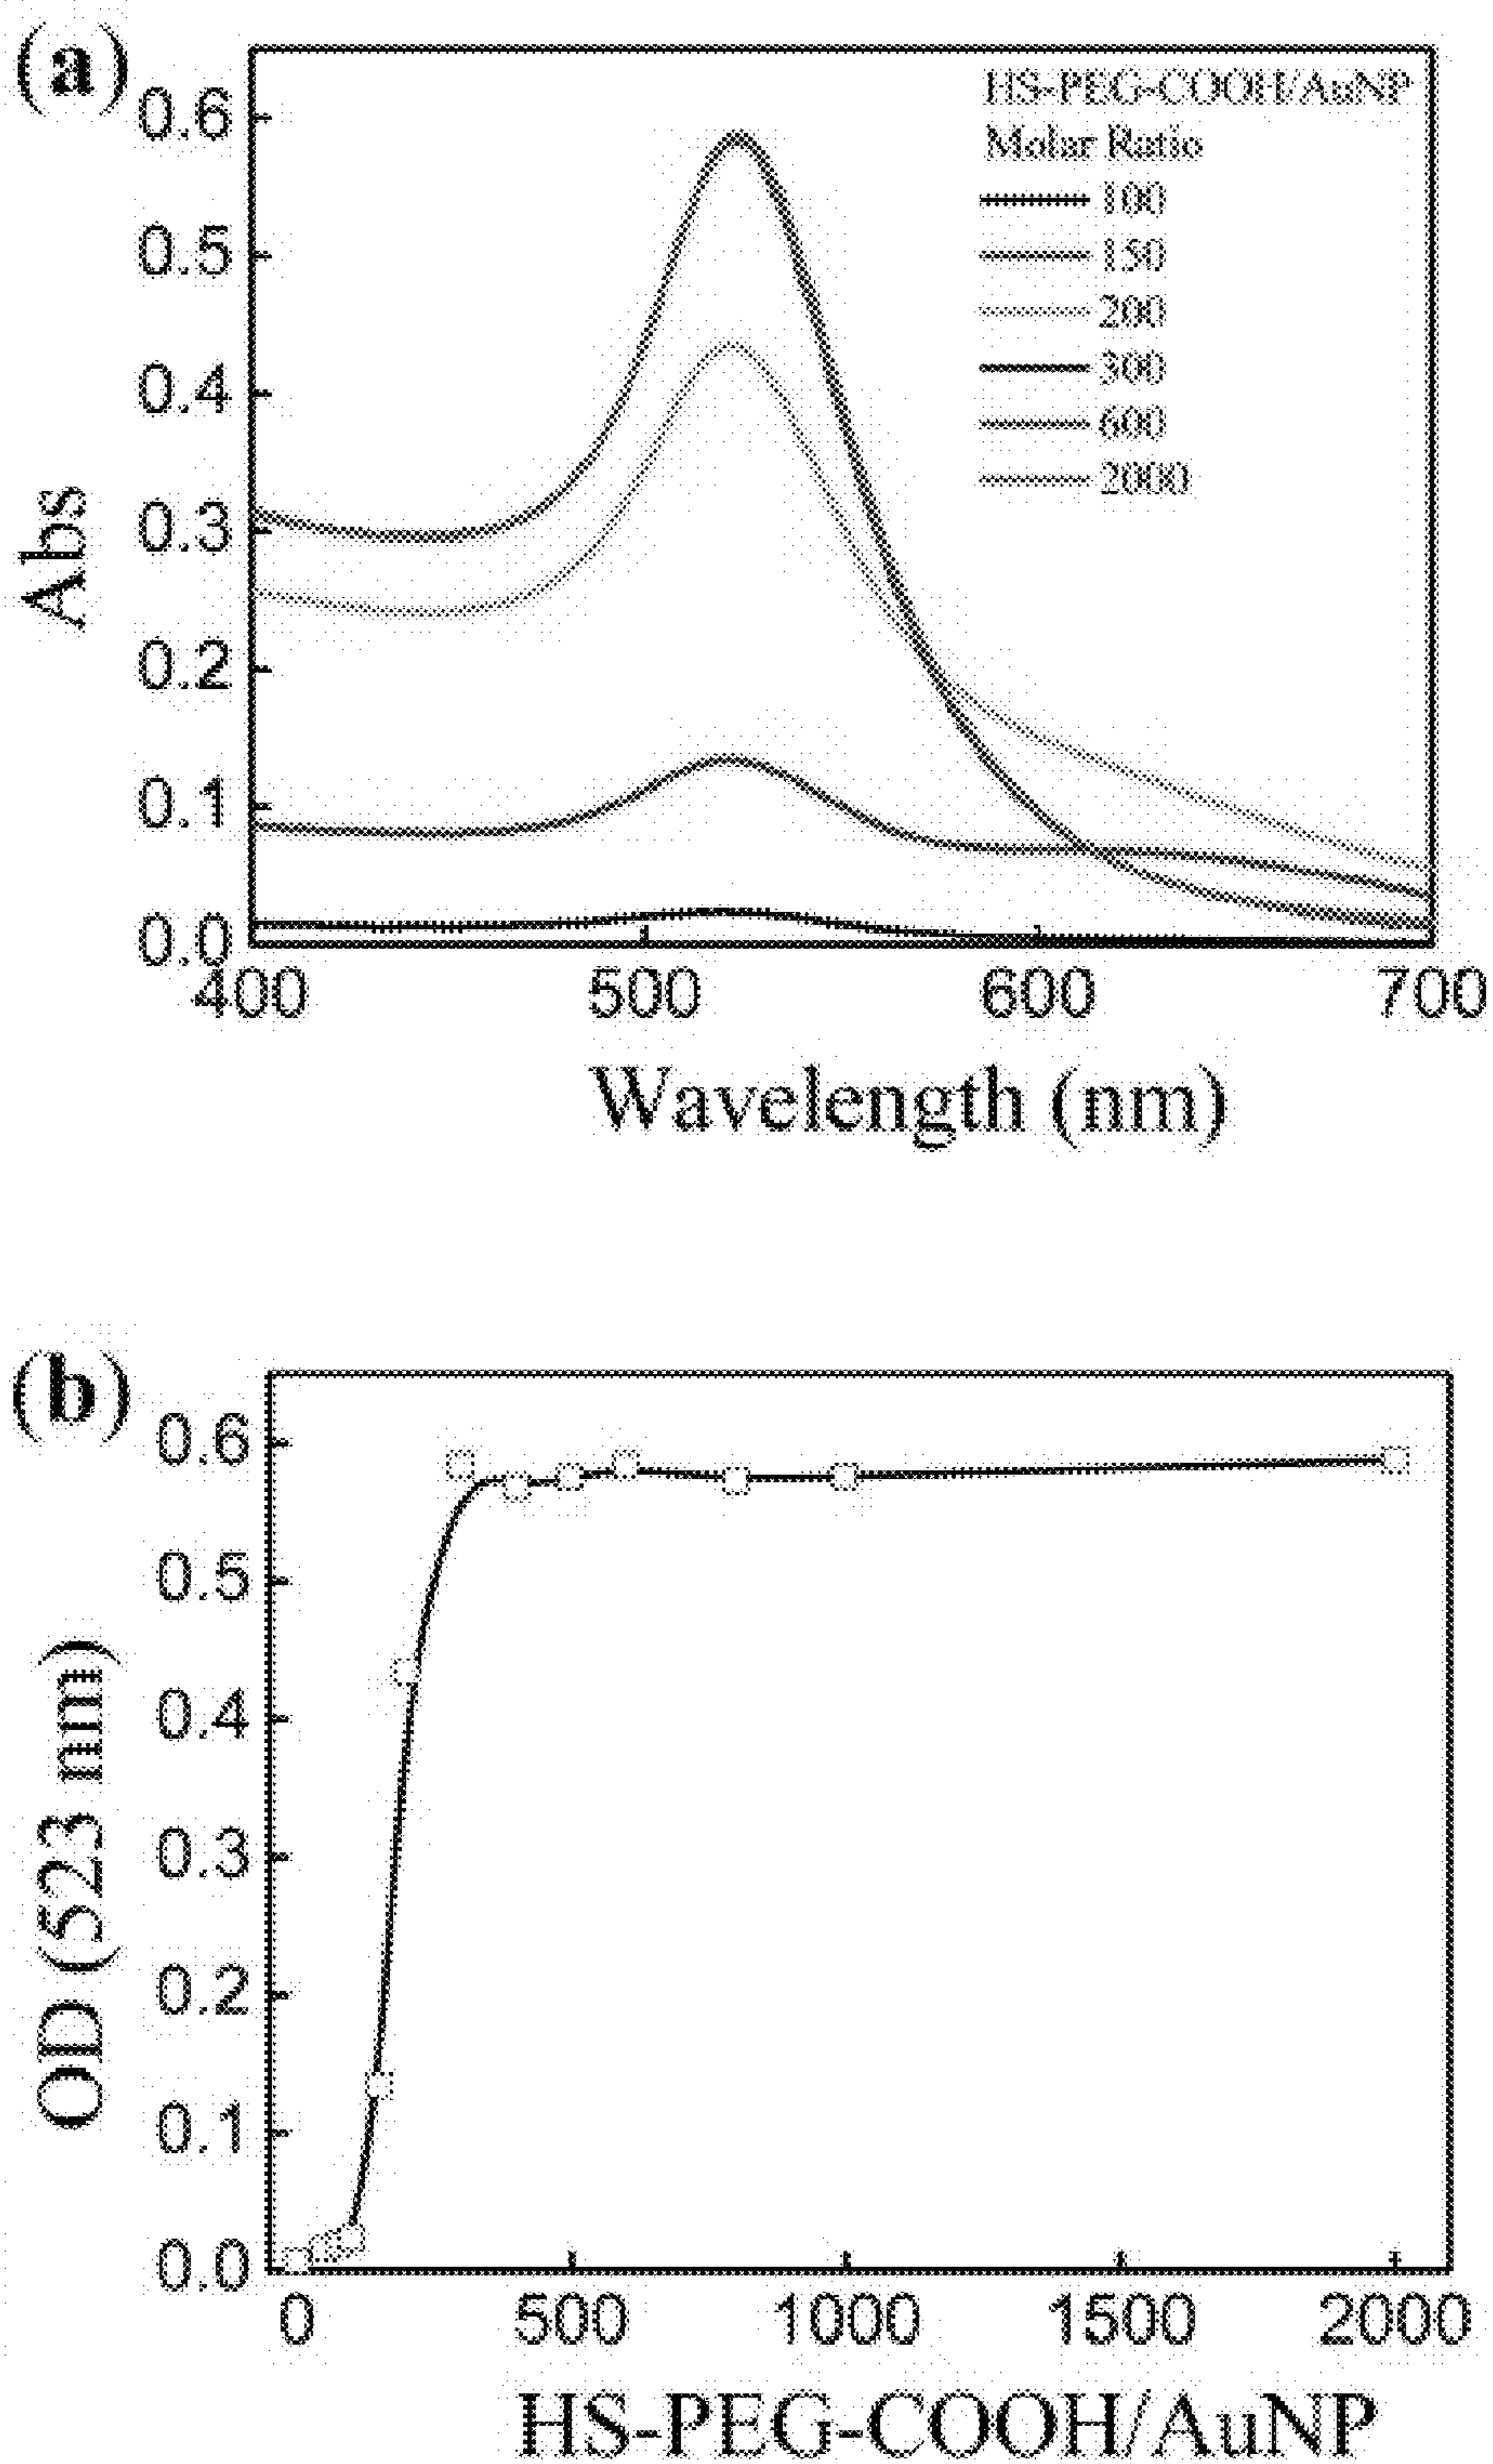 (a)
0.6
0.5
0.4
0.3
0.2
0.1
0.0
Abs
HS-PEG-COOH/AuNP
Molar Ratio
100
150
200
300
600
2000
400 500 600 700
Wavelength (nm)
(b)
0.6
0.5
0.4
0.3
0.2
0.1
0.0
OD (523 nm)
0 500 1000 1500 2000
HS-PEG-COOH/AuNP